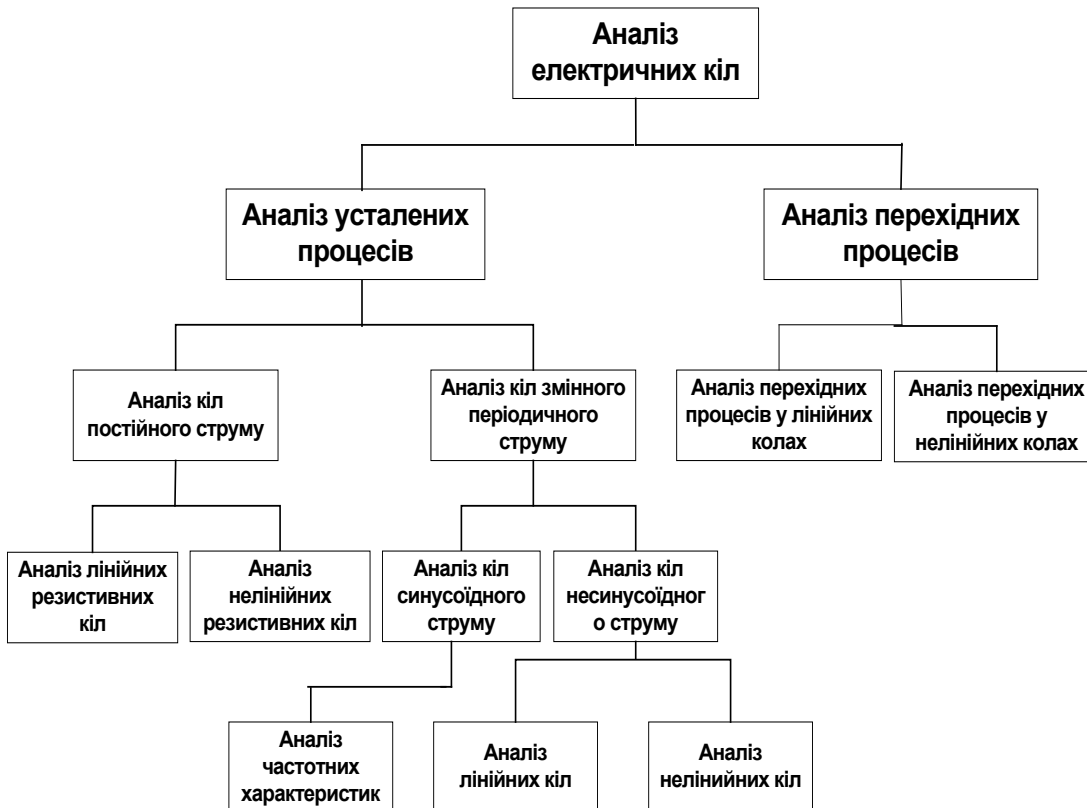 Аналіз
електричних кіл
Аналіз усталених
процесів
Аналіз перехідних
процесів
Аналіз кіл
постійного струму
Аналіз кіл змінного
періодичного
струму
Аналіз перехідних
процесів у лінійних
колах
Аналіз перехідних
процесів у
нелінійних колах
Аналіз лінійних
резистивних
кіл
Аналіз
нелінійних
резистивних кіл
Аналіз кіл
синусоїдного
струму
Аналіз кіл
несинусоїдног
о струму
Аналіз
частотних
характеристик
Аналіз
лінійних кіл
Аналіз
нелінийних кіл